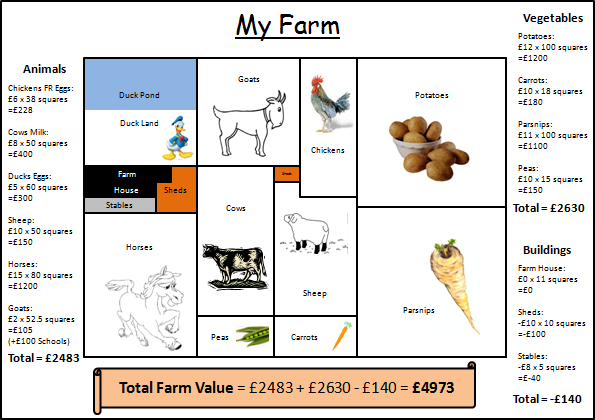 My Farm
Animals
Chickens FR Eggs:
£6 x 38 squares
=£228
Cows Milk:
£8 x 50 squares
=£400
Ducks Eggs:
£5 x 60 squares
=£300
Sheep:
£10 x 50 squares
=£150
Horses:
£15 x 80 squares
=£1200
Goats:
£2 x 52.5 squares
=£105
(+£100 Schools)
Total = £2483
Duck Pond
Duck Land
Goats
Chickens
Potatoes
Farm
House
Sheds
Stables
Horses
Cows
Sheep
Peas
Carrots
Parsnips
Vegetables
Potatoes:
£12 x 100 squares
=£1200
Carrots:
£10 x 18 squares
=£180
Parsnips:
£11 x 100 squares
=£1100
Peas:
£10 x 15 squares
=£150
Total = £2630
Buildings
Farm House:
£0 x 11 squares
=£0
Sheds:
-£10 x 10 squares
=-£100
Stables:
-£8 x 5 squares
=£-40
Total = -£140
Total Farm Value = £2483 + £2630 - £140 = £4973